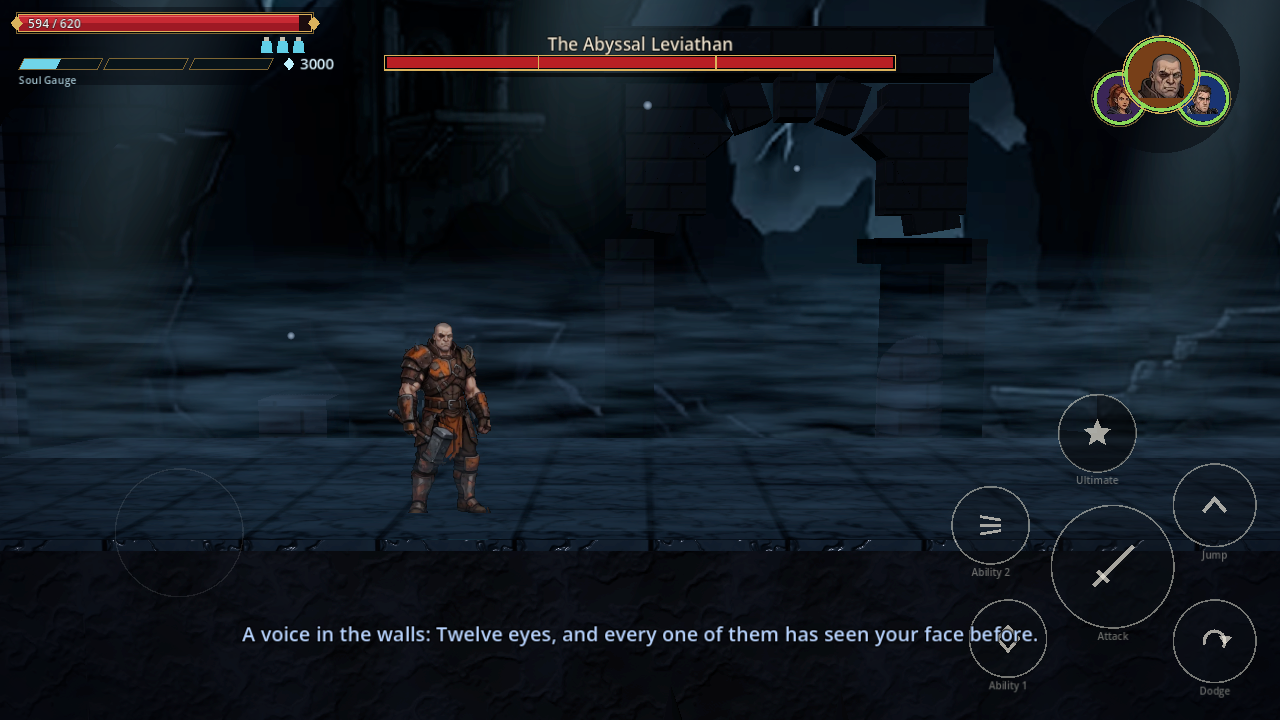 594 / 620
The Abyssal Leviathan
3000
Soul Gauge
Ultimate
Jump
Ability 2
A voice in the walls: Twelve eyes, and every one of them has seen your face before.
Attack
Ability 1
Dodge